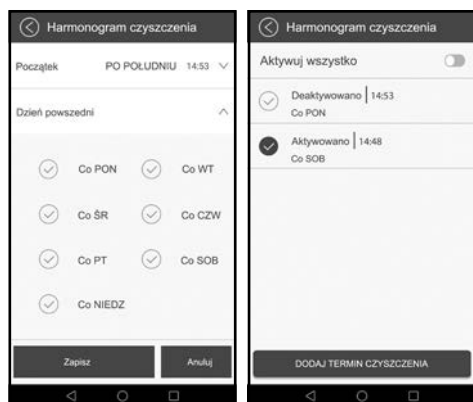 Harmonogram czyszczenia
Początek PO POŁUDNIU 14:53
Dzień powszedni
Co PON Co WT
Co ŚR Co CZW
Co PT Co SOB
Co NIEDZ
Zapisz Anuluj
Harmonogram czyszczenia
Aktywuj wszystko
Deaktywowano | 14:53
Co PON
Aktywowano | 14:48
Co SOB
DODAJ TERMIN CZYSZCZENIA